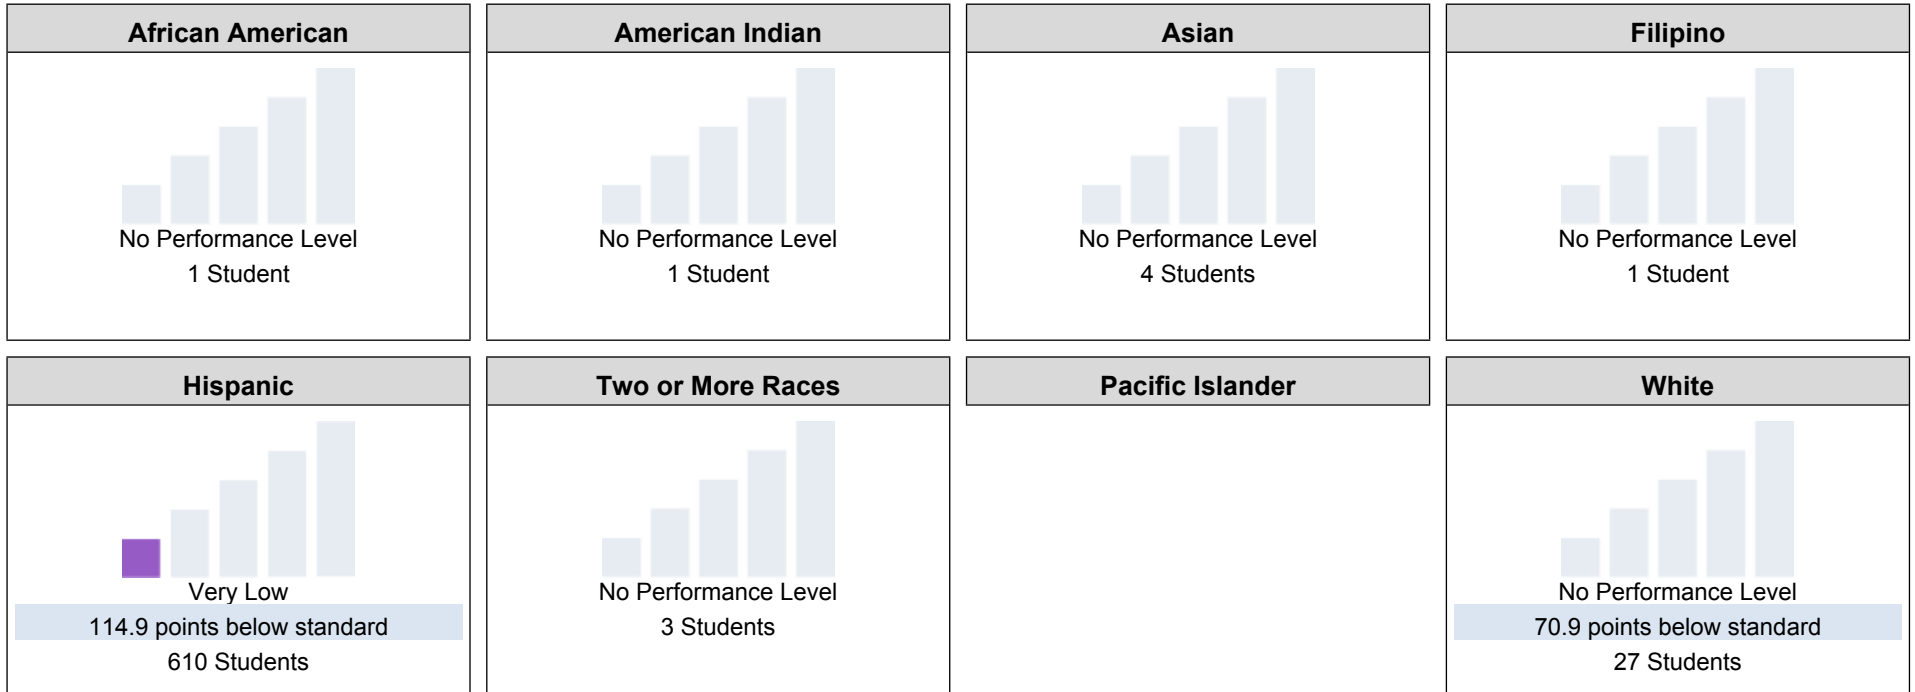 African American
No Performance Level
1 Student
American Indian
No Performance Level
1 Student
Asian
No Performance Level
4 Students
Filipino
No Performance Level
1 Student
Hispanic
Very Low
114.9 points below standard
610 Students
Two or More Races
No Performance Level
3 Students
Pacific Islander
White
No Performance Level
70.9 points below standard
27 Students